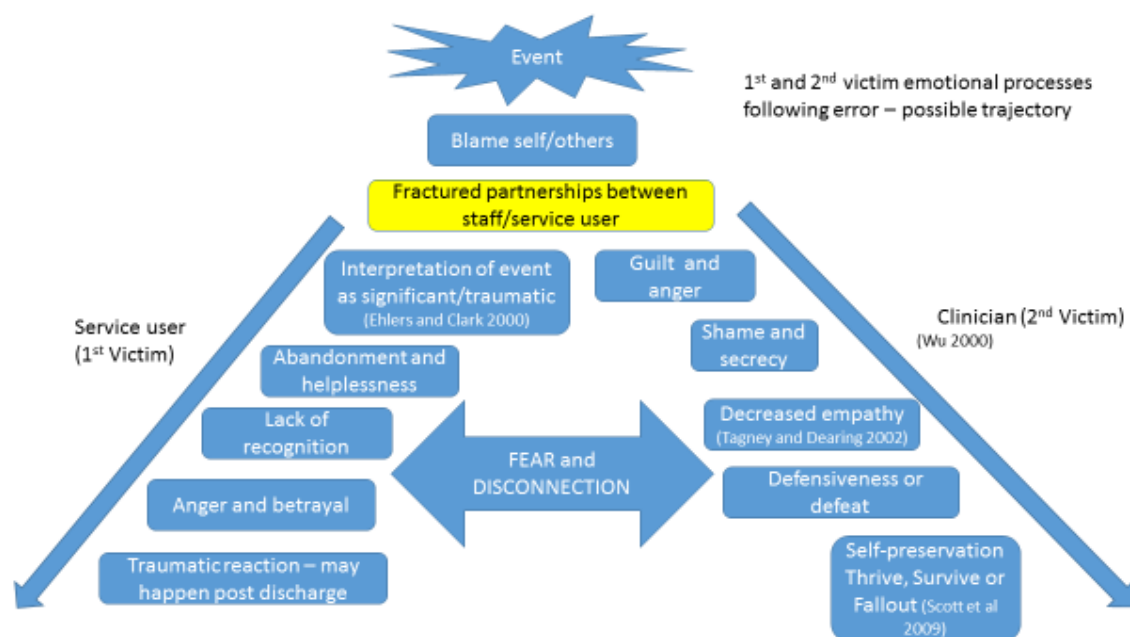 Event
1st and 2nd victim emotional processes
following error – possible trajectory
Blame self/others
Fractured partnerships between
staff/service user
Interpretation of event
as significant/traumatic
(Ehlers and Clark 2000)
Guilt and
anger
Service user
(1st Victim)
Clinician (2nd Victim)
(Wu 2000)
Shame and
secrecy
Abandonment and
helplessness
Lack of
recognition
Decreased empathy
(Tagney and Dearing 2002)
FEAR and
DISCONNECTION
Anger and betrayal
Defensiveness or
defeat
Traumatic reaction – may
happen post discharge
Self-preservation
Thrive, Survive or
Fallout (Scott et al
2009)